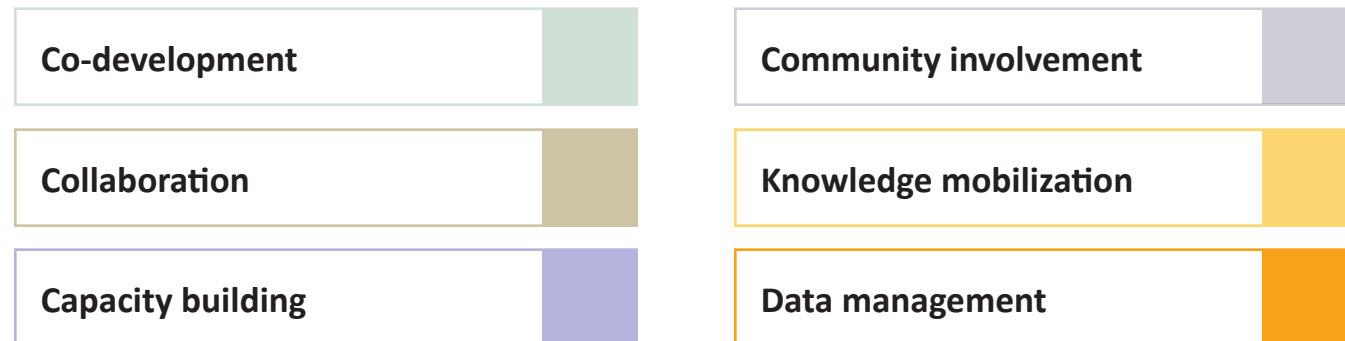 Co-development
Community involvement
Collaboration
Knowledge mobilization
Capacity building
Data management